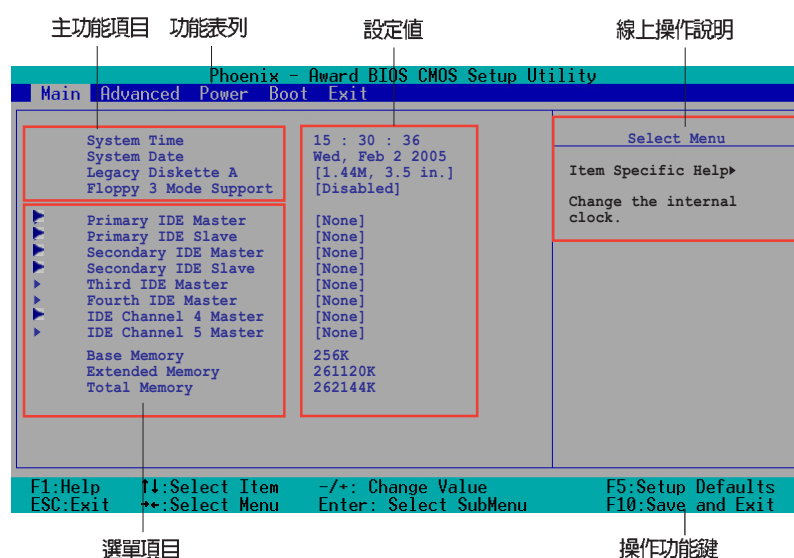 主功能項目 功能表列 設定值 線上操作說明
Phoenix - Award BIOS CMOS Setup Utility
Main Advanced Power Boot Exit
System Time 15 : 30 : 36
System Date Wed, Feb 2 2005
Legacy Diskette A [1.44M, 3.5 in.]
Floppy 3 Mode Support [Disabled]
Primary IDE Master [None]
Primary IDE Slave [None]
Secondary IDE Master [None]
Secondary IDE Slave [None]
Third IDE Master [None]
Fourth IDE Master [None]
IDE Channel 4 Master [None]
IDE Channel 5 Master [None]
Base Memory 256K
Extended Memory 261120K
Total Memory 262144K
Select Menu
Item Specific Help▶
Change the internal
clock.
F1:Help ↑↓:Select Item -/+: Change Value F5:Setup Defaults
ESC:Exit →←:Select Menu Enter: Select SubMenu F10:Save and Exit
選單項目 操作功能鍵